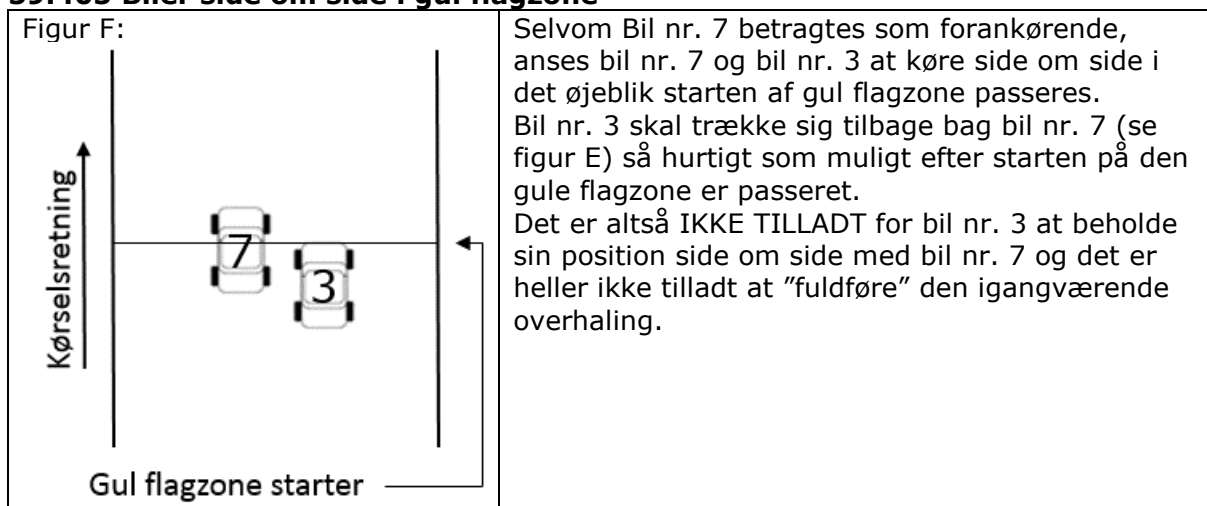 Figur F:
Kørselsretning
7
3
Gul flagzone starter
Selvom Bil nr. 7 betragtes som forankørende,
anses bil nr. 7 og bil nr. 3 at køre side om side i
det øjeblik starten af gul flagzone passeres.
Bil nr. 3 skal trække sig tilbage bag bil nr. 7 (se
figur E) så hurtigt som muligt efter starten på den
gule flagzone er passeret.
Det er altså IKKE TILLADT for bil nr. 3 at beholde
sin position side om side med bil nr. 7 og det er
heller ikke tilladt at ”fuldføre” den igangværende
overhaling.